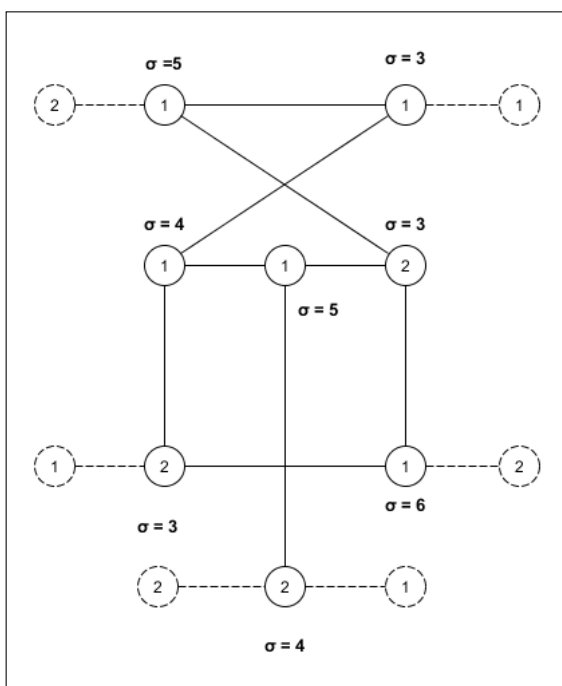 σ =5
σ = 3
2 1 1 1
σ = 4
σ = 3
1 1 2
σ = 5
1 2 1 2
σ = 6
σ = 3
2 2 1
σ = 4